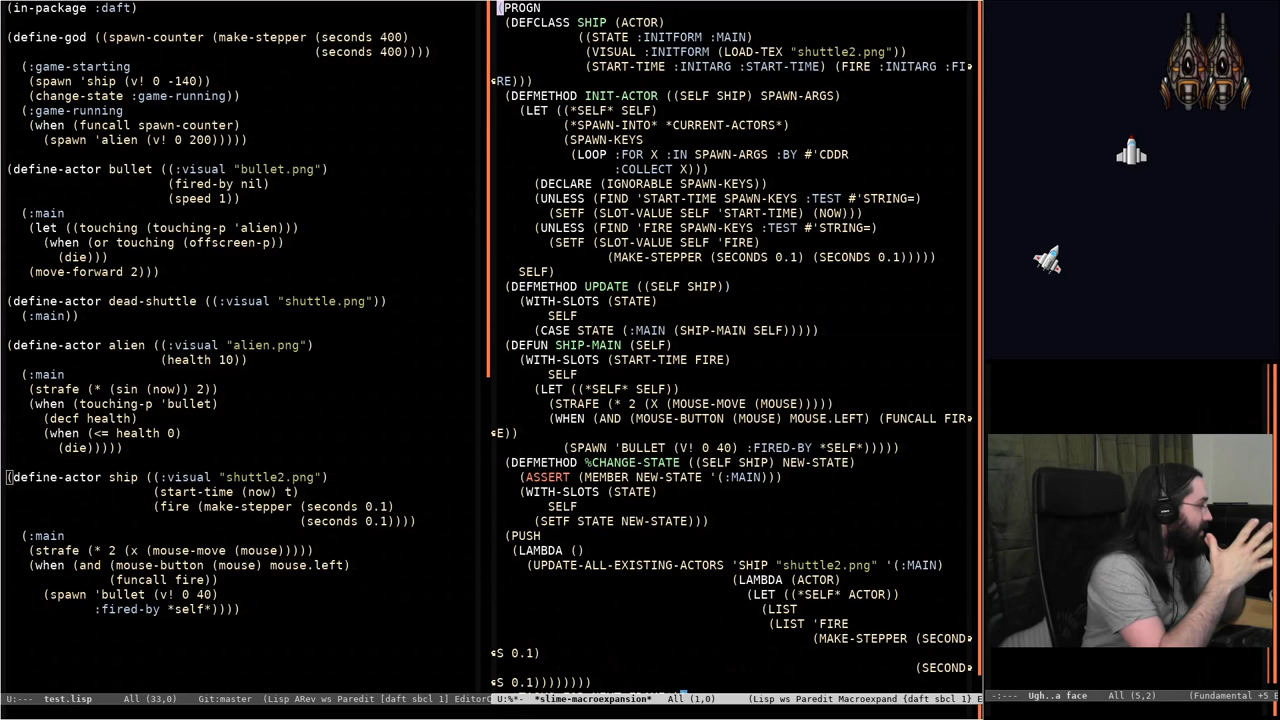 (in-package :daft)
(define-god ((spawn-counter (make-stepper (seconds 400)
(seconds 400))))
(:game-starting
(spawn 'ship (v! 0 -140))
(change-state :game-running))
(:game-running
(when (funcall spawn-counter)
(spawn 'alien (v! 0 200)))))
(define-actor bullet ((:visual "bullet.png")
(fired-by nil)
(speed 1))
(:main
(let ((touching (touching-p 'alien)))
(when (or touching (offscreen-p))
(die)))
(move-forward 2)))
(define-actor dead-shuttle ((:visual "shuttle.png"))
(:main))
(define-actor alien ((:visual "alien.png")
(health 10))
(:main
(strafe (* (sin (now)) 2))
(when (touching-p 'bullet)
(decf health)
(when (<= health 0)
(die)))))
(define-actor ship ((:visual "shuttle2.png")
(start-time (now) t)
(fire (make-stepper (seconds 0.1)
(seconds 0.1))))
(:main
(strafe (* 2 (x (mouse-move (mouse)))))
(when (and (mouse-button (mouse) mouse.left)
(funcall fire))
(spawn 'bullet (v! 0 40)
:fired-by *self*))))
U:--- test.lisp All (33,0) Git:master (Lisp ARev ws Paredit [daft sbcl 1] EditorC
(PROGN
(DEFCLASS SHIP (ACTOR)
((STATE :INITFORM :MAIN)
(VISUAL :INITFORM (LOAD-TEX "shuttle2.png"))
(START-TIME :INITARG :START-TIME) (FIRE :INITARG :FI
RE)))
(DEFMETHOD INIT-ACTOR ((SELF SHIP) SPAWN-ARGS)
(LET ((*SELF* SELF)
(*SPAWN-INTO* *CURRENT-ACTORS*)
(SPAWN-KEYS
(LOOP :FOR X :IN SPAWN-ARGS :BY #'CDDR
:COLLECT X)))
(DECLARE (IGNORABLE SPAWN-KEYS))
(UNLESS (FIND 'START-TIME SPAWN-KEYS :TEST #'STRING=)
(SETF (SLOT-VALUE SELF 'START-TIME) (NOW)))
(UNLESS (FIND 'FIRE SPAWN-KEYS :TEST #'STRING=)
(SETF (SLOT-VALUE SELF 'FIRE)
(MAKE-STEPPER (SECONDS 0.1) (SECONDS 0.1)))))
SELF)
(DEFMETHOD UPDATE ((SELF SHIP))
(WITH-SLOTS (STATE)
SELF
(CASE STATE (:MAIN (SHIP-MAIN SELF)))))
(DEFUN SHIP-MAIN (SELF)
(WITH-SLOTS (START-TIME FIRE)
SELF
(LET ((*SELF* SELF))
(STRAFE (* 2 (X (MOUSE-MOVE (MOUSE)))))
(WHEN (AND (MOUSE-BUTTON (MOUSE) MOUSE.LEFT) (FUNCALL FIR
E))
(SPAWN 'BULLET (V! 0 40) :FIRED-BY *SELF*)))))
(DEFMETHOD %CHANGE-STATE ((SELF SHIP) NEW-STATE)
(ASSERT (MEMBER NEW-STATE '(:MAIN)))
(WITH-SLOTS (STATE)
SELF
(SETF STATE NEW-STATE)))
(PUSH
(LAMBDA ()
(UPDATE-ALL-EXISTING-ACTORS 'SHIP "shuttle2.png" '(:MAIN)
(LAMBDA (ACTOR)
(LET ((*SELF* ACTOR))
(LIST
(LIST 'FIRE
(MAKE-STEPPER (SECOND
S 0.1)
(SECOND
S 0.1))))))))
U:%*- *slime-macroexpansion* All (1,0) (Lisp ws Paredit Macroexpand {daft sbcl 1} E
-:--- Ugh..a face All (5,2) (Fundamental +5 E